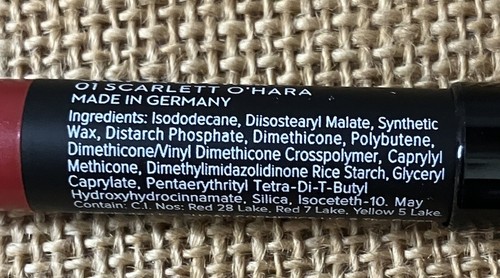 01 SCARLETT O'HARA
MADE IN GERMANY
Ingredients: Isododecane, Diisostearyl Malate, Synthetic
Wax, Distarch Phosphate, Dimethicone, Polybutene,
Dimethicone/Vinyl Dimethicone Crosspolymer, Caprylyl
Methicone, Dimethylimidazolidinone Rice Starch, Glyceryl
Caprylate, Pentaerythrityl Tetra-Di-T-Butyl
Hydroxyhydrocinnamate, Silica, Isoceteth-10. May
Contain: C.I. Nos: Red 28 Lake, Red 7 Lake, Yellow 5 Lake